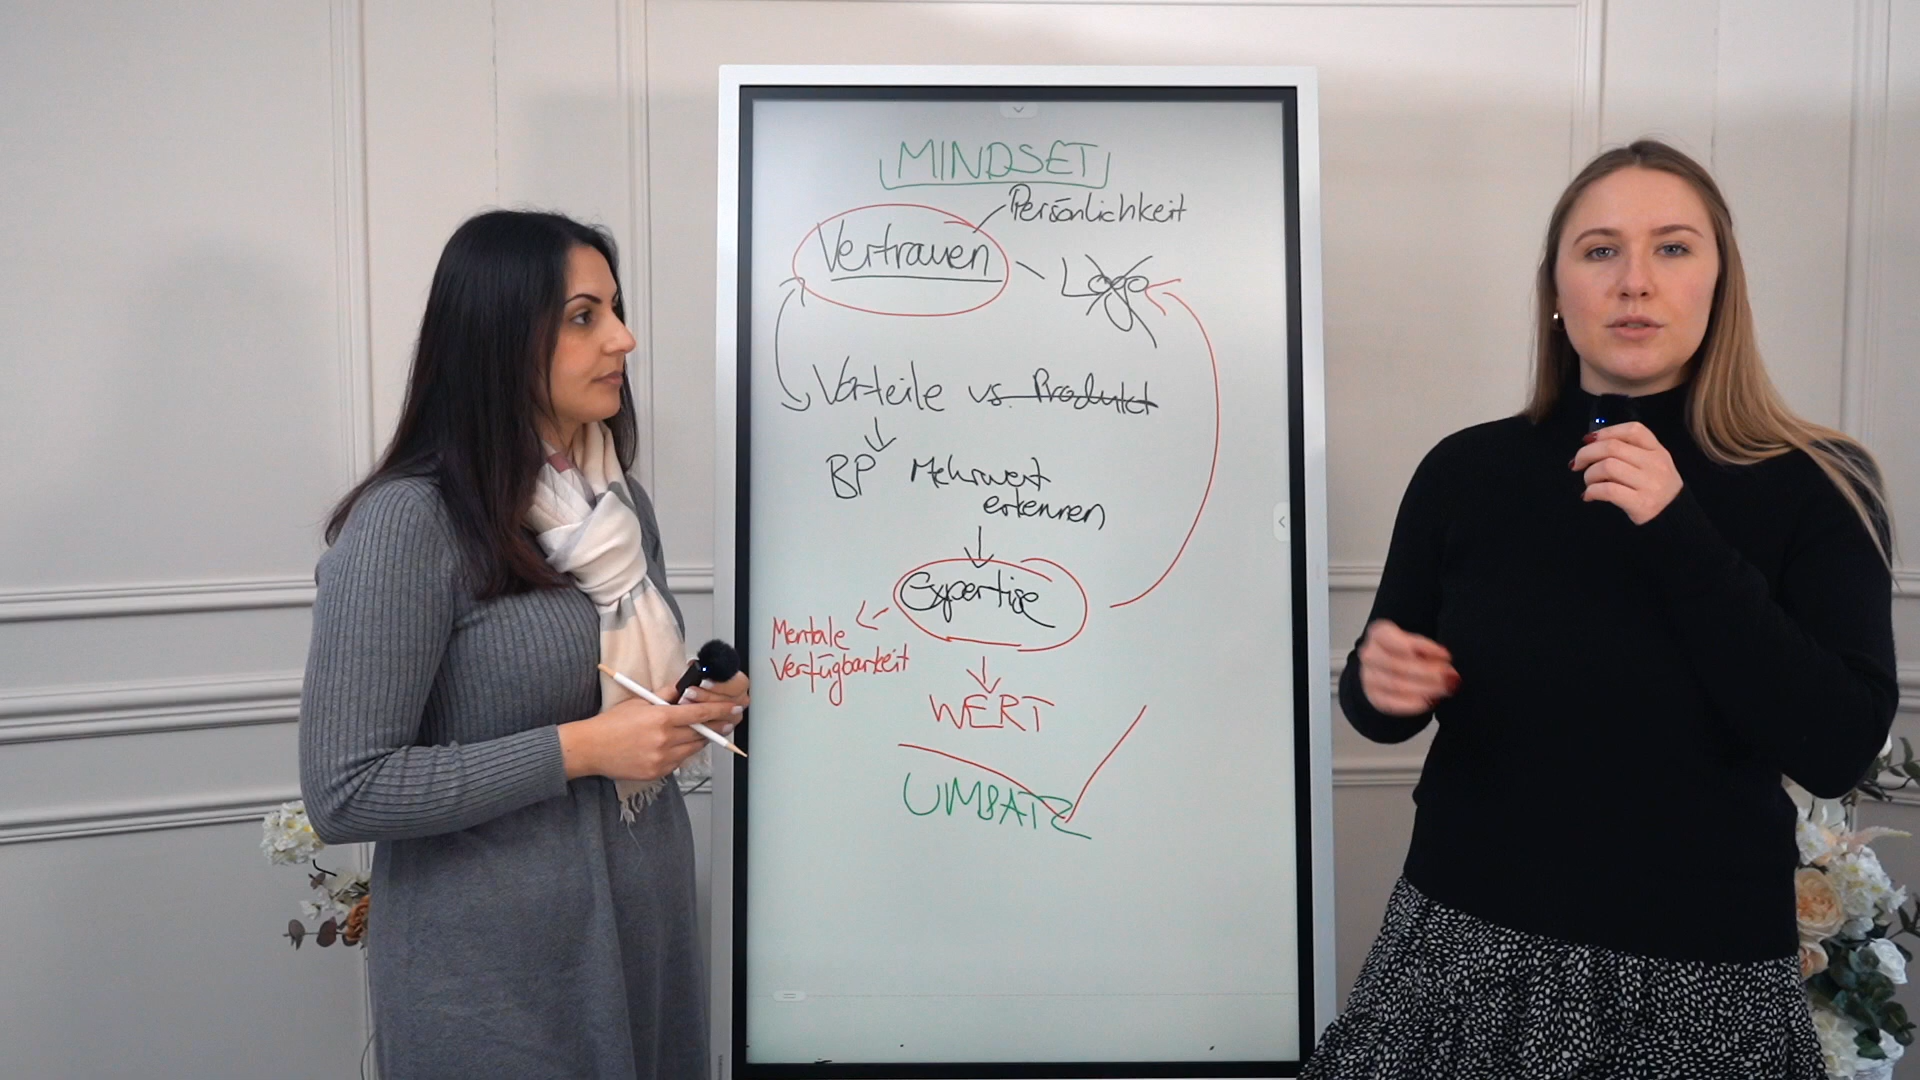 MINDSET
Persönlichkeit
Vertrauen
Logo
Vorteile vs. Produkt
BP Mehrwert
erkennen
Expertise
Mentale
Verfügbarkeit
WERT
UMSATZ